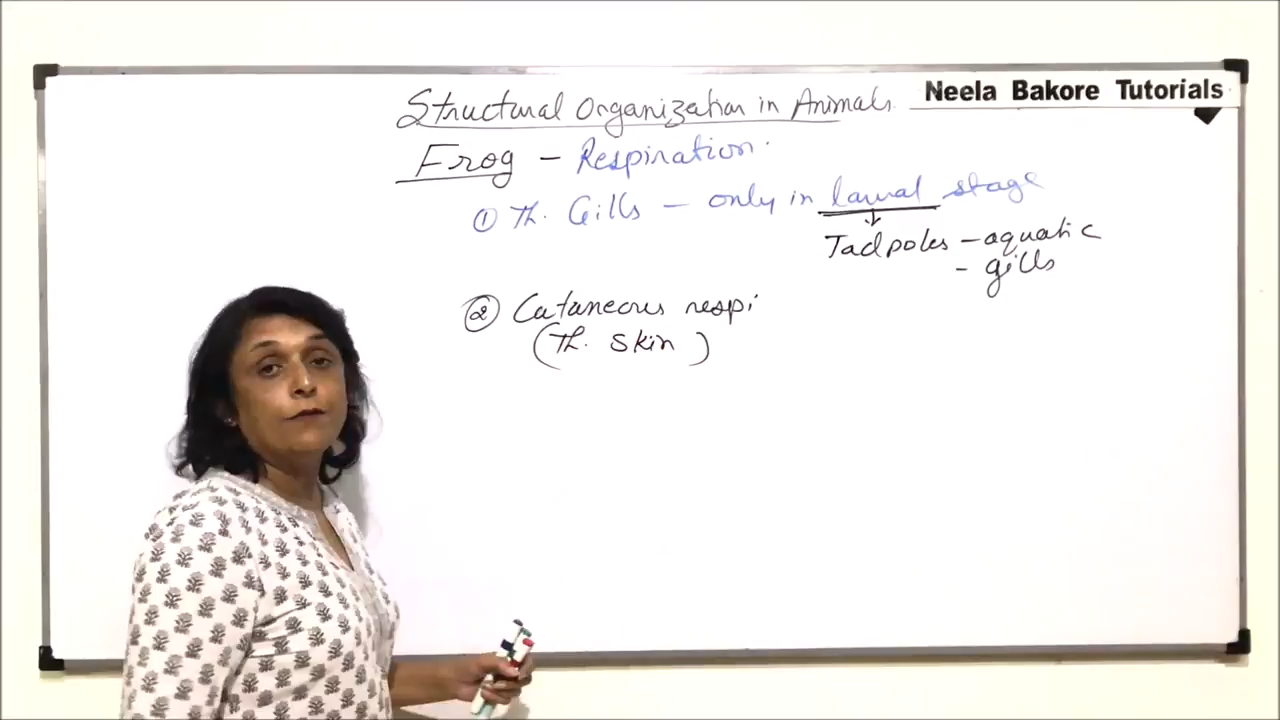 Structural Organization in Animals.
Neela Bakore Tutorials
Frog - Respiration.
① Th. Gills - only in larval stage
Tadpoles - aquatic
- gills
② Cutaneous respi
(Th. Skin)